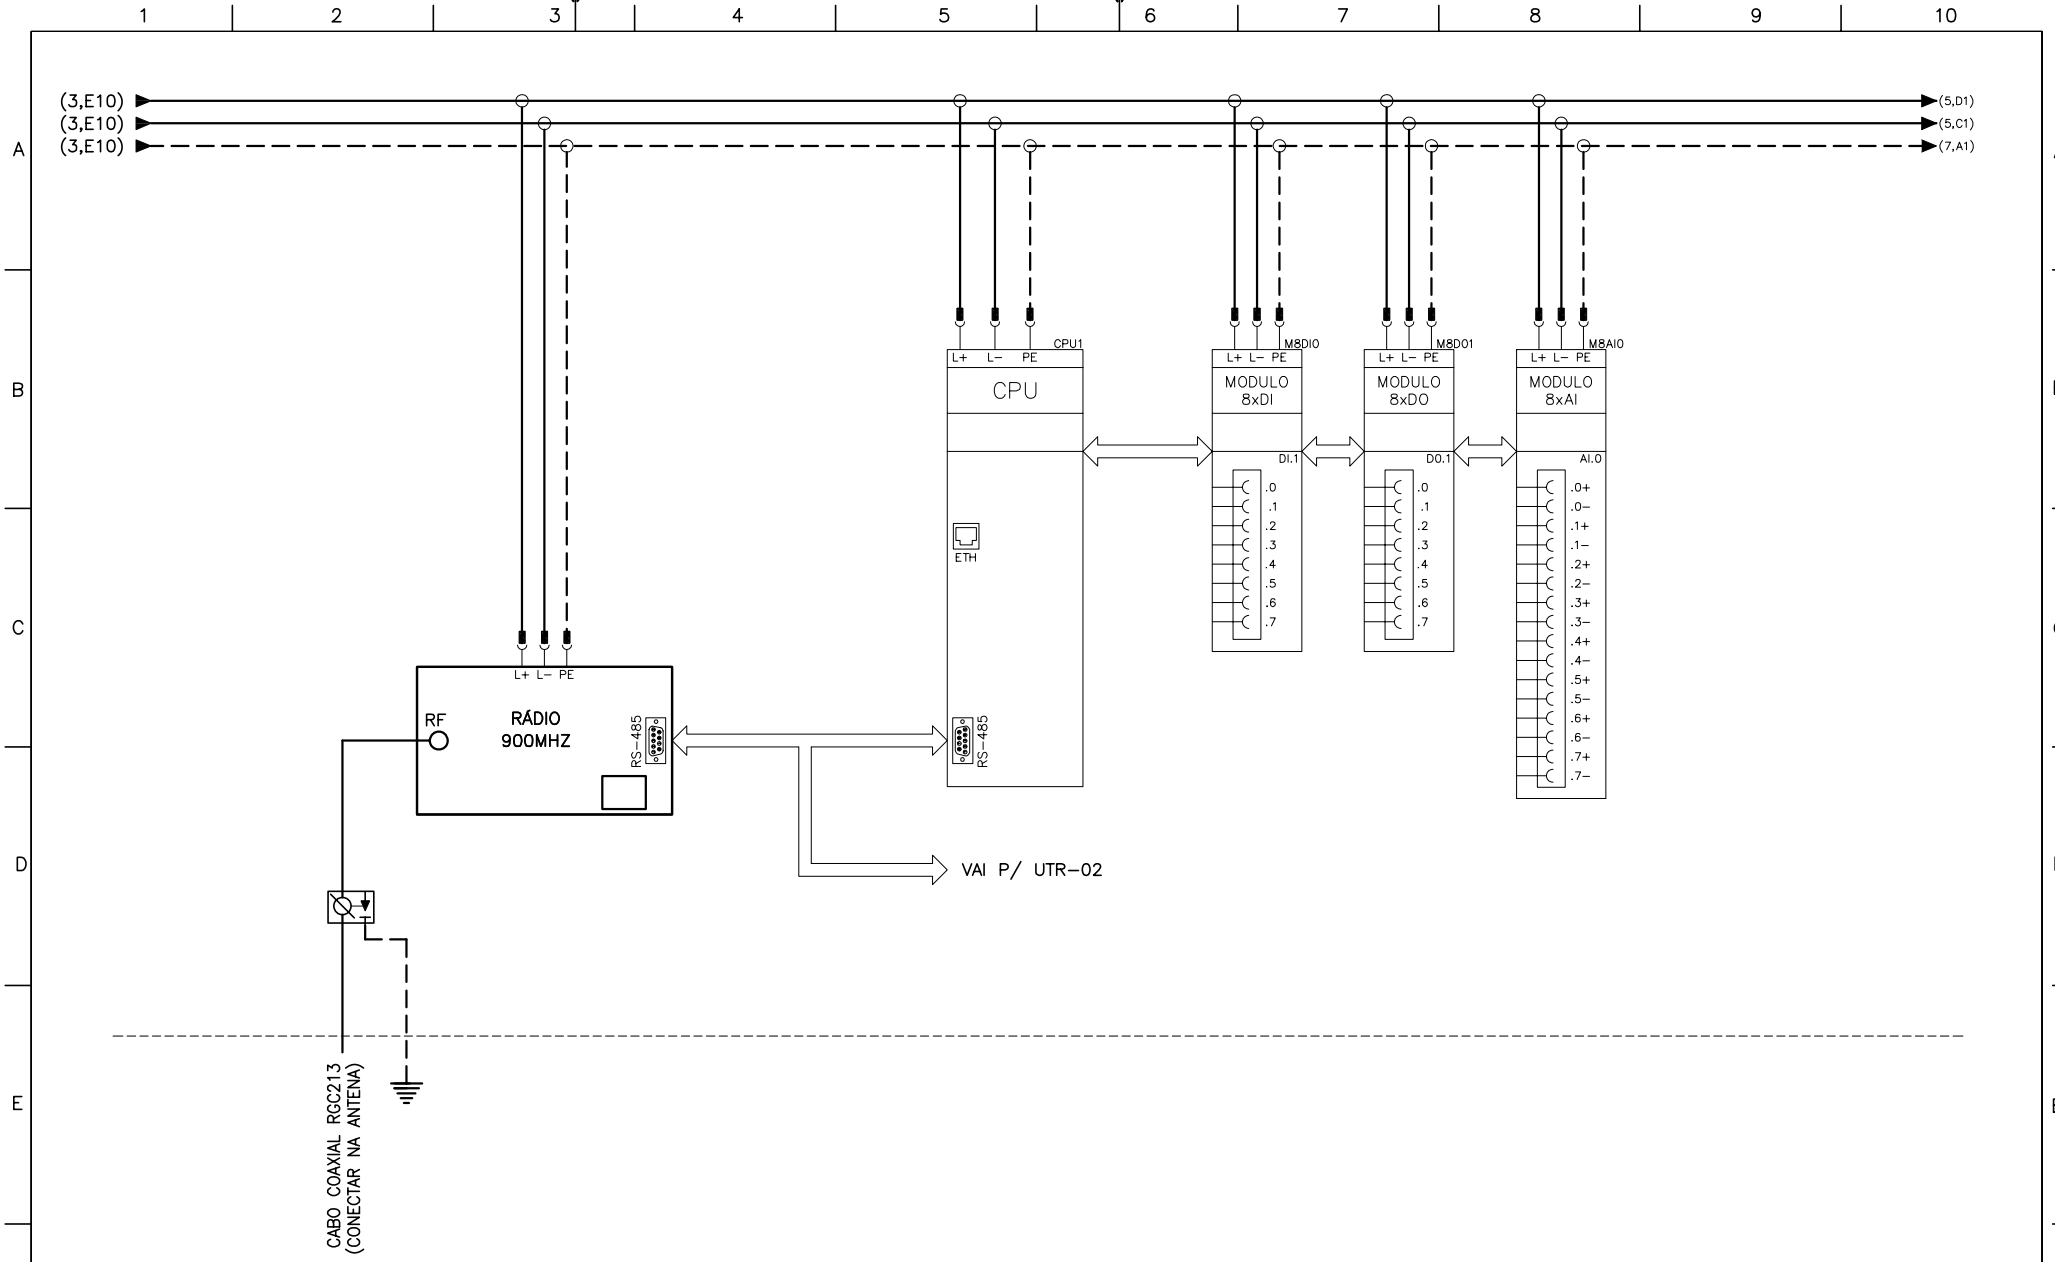 1 2 3 4 5 6 7 8 9 10
(3,E10) (5,D1)
(3,E10) (5,C1)
(3,E10) (7,A1)
A
B
C
D
E
CPU1
L+ L- PE
CPU
ETH
RS-485
M8DI0
L+ L- PE
MODULO
8xDI
DI.1
.0
.1
.2
.3
.4
.5
.6
.7
M8DO1
L+ L- PE
MODULO
8xDO
DO.1
.0
.1
.2
.3
.4
.5
.6
.7
M8AI0
L+ L- PE
MODULO
8xAI
AI.0
.0+
.0-
.1+
.1-
.2+
.2-
.3+
.3-
.4+
.4-
.5+
.5-
.6+
.6-
.7+
.7-
L+ L- PE
RF
RÁDIO
900MHZ
RS-485
VAI P/ UTR-02
CABO COAXIAL RGC213
(CONECTAR NA ANTENA)